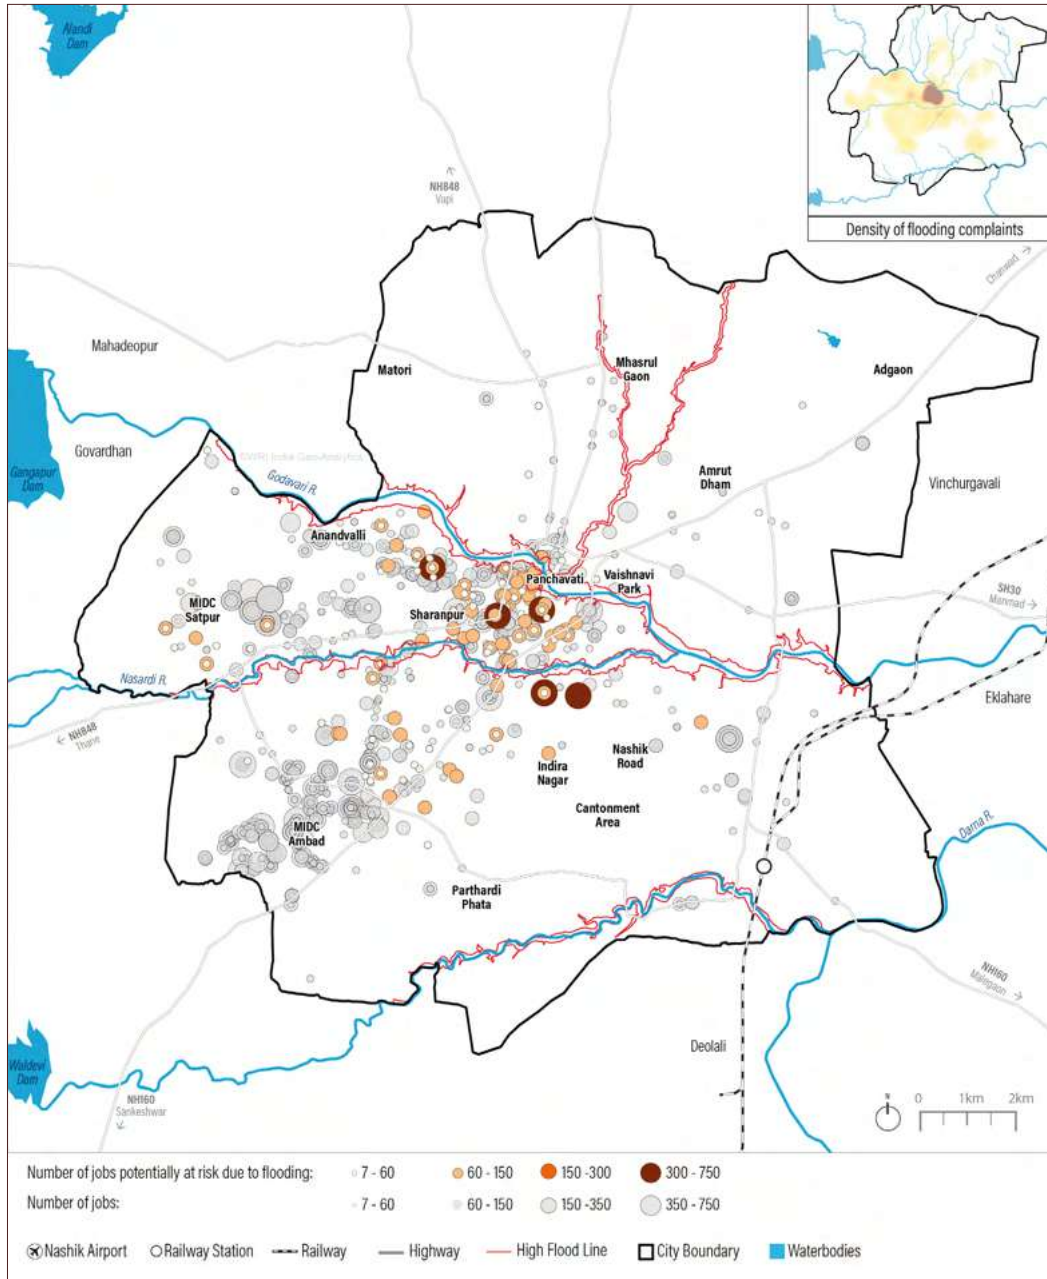 Nandi
Dam
Density of flooding complaints
NH848
Vapi
Chanwad
Mahadeopur
Matori
Mhasrul
Gaon
Adgaon
Govardhan
Godavari R.
Gangapur
Dam
Amrut
Dham
Vinchurgavali
Anandvalli
Panchavati
Vaishnavi
Park
SH30
Manmad
MIDC
Satpur
Sharanpur
Nasardi R.
Eklahare
NH848
Thane
Nashik
Road
Indira
Nagar
Cantonment
Area
MIDC
Ambad
Darna R.
Parthardi
Phata
NH160
Malegaon
Deolali
Waldevi
Dam
NH160
Sankeshwar
N
0 1km 2km
Number of jobs potentially at risk due to flooding: 7 - 60 60 - 150 150 -300 300 - 750
Number of jobs: 7 - 60 60 - 150 150 -350 350 - 750
Nashik Airport Railway Station Railway Highway High Flood Line City Boundary Waterbodies